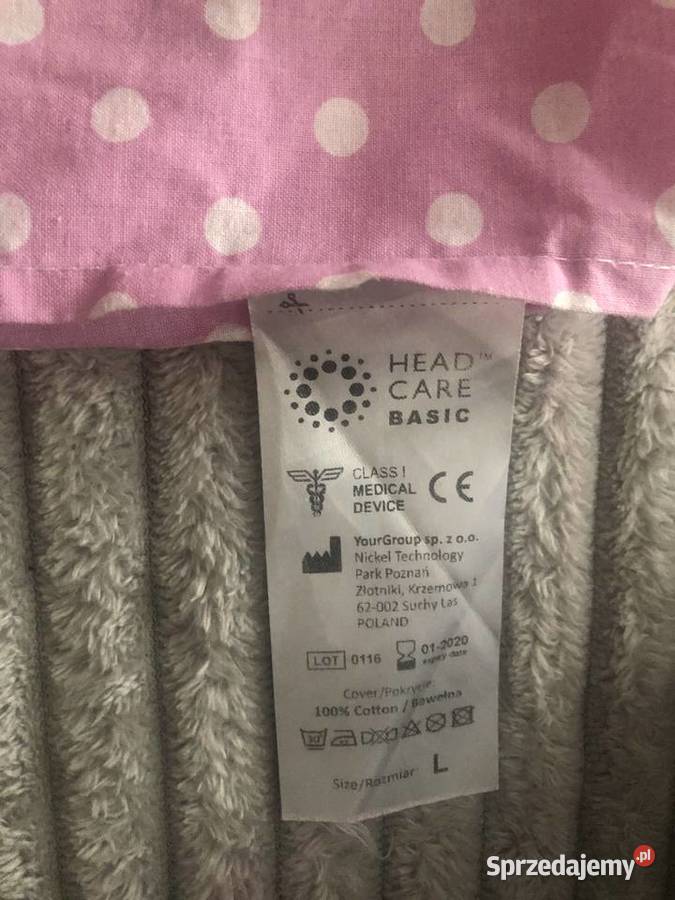 HEAD™
CARE
BASIC
CLASS I
MEDICAL
DEVICE
CE
YourGroup sp. z o.o.
Nickel Technology
Park Poznań
Złotniki, Krzemowa 1
62-002 Suchy Las
POLAND
LOT 0116
01-2020
expiry date
Cover/Pokrycie:
100% Cotton / Bawełna
30
Size/Rozmiar: L
Sprzedajemy.pl